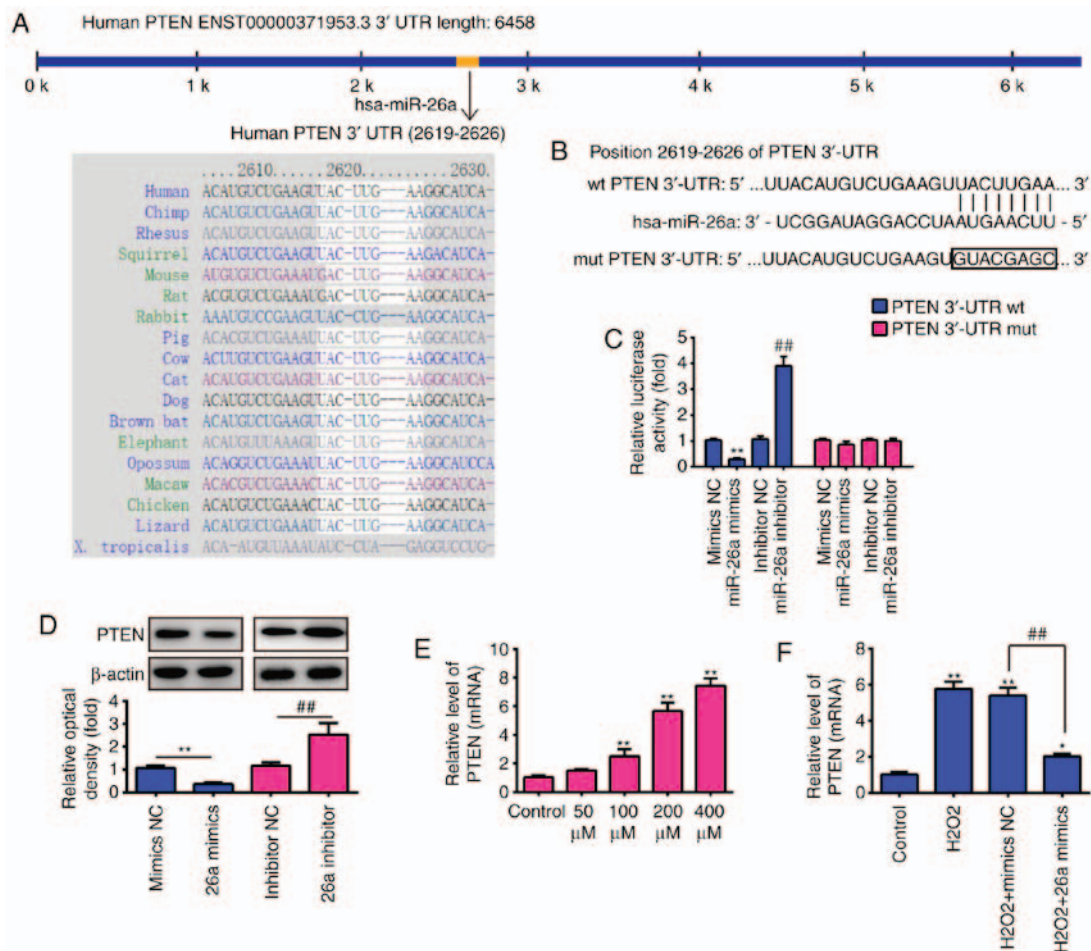 A
Human PTEN ENST00000371953.3 3′ UTR length: 6458
0 k 1 k 2 k 3 k 4 k 5 k 6 k
hsa-miR-26a
Human PTEN 3′ UTR (2619-2626)
....2610......2620.........2630.
Human ACAUGUCUGAAGUUAC-UUG---AAGGCAUCA-
Chimp ACAUGUCUGAAGUUAC-UUG---AAGGCAUCA-
Rhesus ACAUGUCUGAAGUUAC-UUG---AAGGCAUCA-
Squirrel ACAUGUCUGAAGUUAC-UUG---AAGACAUCA-
Mouse AUGUGUCUGAAAUGAC-UUG---AAGGCAUCA-
Rat ACGUGUCUGAAAUGAC-UUG---AAGGCAUCA-
Rabbit AAAUGUCCGAAGUUAC-CUG---AAGGCAUCA-
Pig ACACGUCUGAAAUUAC-UUG---AAGGCAUCA-
Cow ACUUGUCUGAAGUUAC-UUG---AAGGCAUCA-
Cat ACAUGUCUGAAGUUAC-UUG---AAGGCAUCA-
Dog ACAUGUCUGAAGUUAC-UUG---AAGGCAUCA-
Brown bat ACAUGUCUGAAGUUAC-UUG---AAGGCAUCA-
Elephant ACAUGUUUAAAGUUAC-UUG---AAGGCAUCA-
Opossum ACAGGUCUGAAAUUAC-UUG---AAGGCAUCCA
Macaw ACACGUCUGAAACUAC-UUG---AAGGCAUCA-
Chicken ACAUGUCUGAAACUAC-UUG---AAGGCAUCA-
Lizard ACAUGUCUGAAAUUAC-UUG---AAGGCAUCA-
X. tropicalis ACA-AUGUUAAAUAUC-CUA---GAGGUCCUG-
B
Position 2619-2626 of PTEN 3′-UTR
wt PTEN 3′-UTR: 5′ ...UUACAUGUCUGAAGUUACUUGAA... 3′
hsa-miR-26a: 3′ - UCGGAUAGGACCUAAUGAACUU - 5′
mut PTEN 3′-UTR: 5′ ...UUACAUGUCUGAAGUGUACGAGC... 3′
PTEN 3′-UTR wt
PTEN 3′-UTR mut
C
Relative luciferase
activity (fold)
5
4
3
2
1
0
**
##
Mimics NC
miR-26a mimics
Inhibitor NC
miR-26a inhibitor
Mimics NC
miR-26a mimics
Inhibitor NC
miR-26a inhibitor
D
PTEN
β-actin
Relative optical
density (fold)
4
3
2
1
0
**
##
Mimics NC
26a mimics
Inhibitor NC
26a inhibitor
E
Relative level of
PTEN (mRNA)
10
8
6
4
2
0
**
**
**
Control 50 100 200 400
μM μM μM μM
F
Relative level of
PTEN (mRNA)
8
6
4
2
0
**
**
##
*
Control
H2O2
H2O2+mimics NC
H2O2+26a mimics